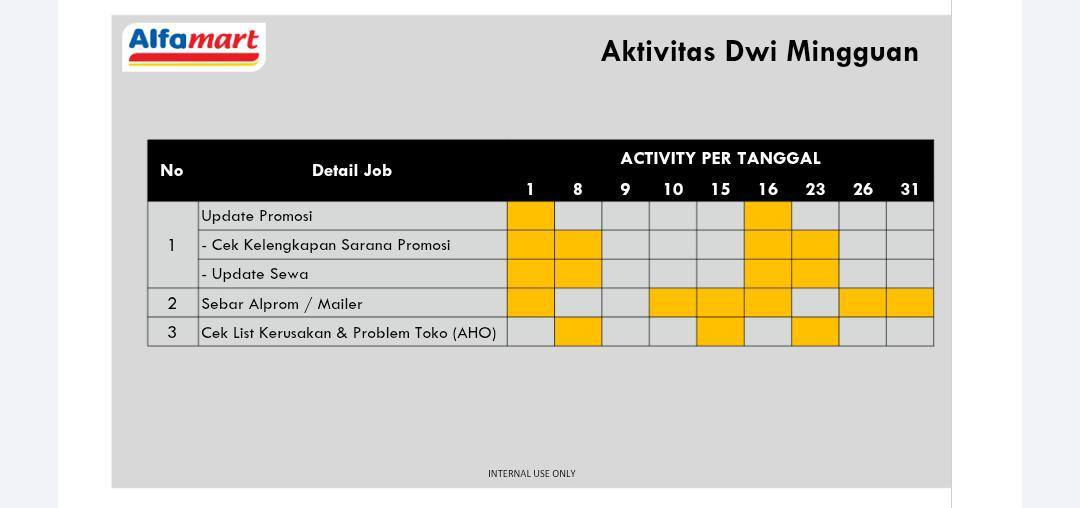 Alfamart
Aktivitas Dwi Mingguan
No Detail Job ACTIVITY PER TANGGAL
1 8 9 10 15 16 23 26 31
1 Update Promosi
- Cek Kelengkapan Sarana Promosi
- Update Sewa
2 Sebar Alprom / Mailer
3 Cek List Kerusakan & Problem Toko (AHO)
INTERNAL USE ONLY